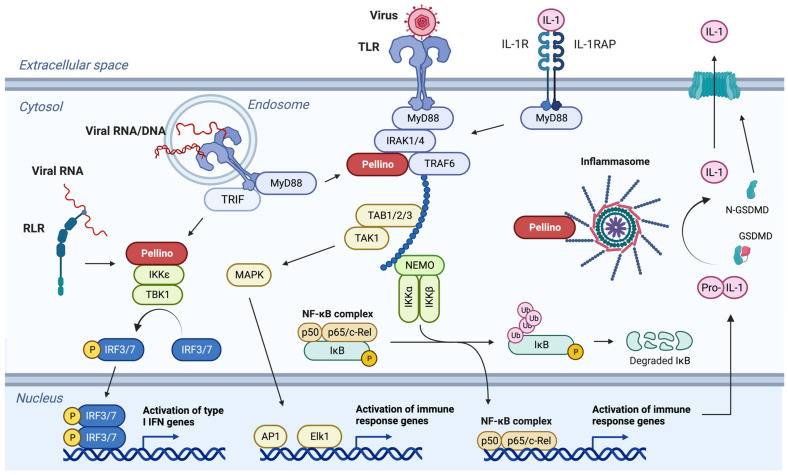 Virus
TLR
IL-1
IL-1R
IL-1RAP
IL-1
Extracellular space
Cytosol
Endosome
Viral RNA/DNA
MyD88
TRIF
Viral RNA
RLR
MyD88
IRAK1/4
Pellino
TRAF6
MyD88
TAB1/2/3
TAK1
Inflammasome
Pellino
IL-1
N-GSDMD
GSDMD
Pro-
IL-1
Pellino
IKKε
TBK1
MAPK
NEMO
IKKα
IKKβ
NF-κB complex
p50
p65/c-Rel
IκB
P
Ub
Ub
Ub
Ub
IκB
P
Degraded IκB
P
IRF3/7
IRF3/7
Nucleus
P
IRF3/7
P
IRF3/7
Activation of type
I IFN genes
AP1
Elk1
Activation of immune
response genes
NF-κB complex
p50
p65/c-Rel
Activation of immune
response genes